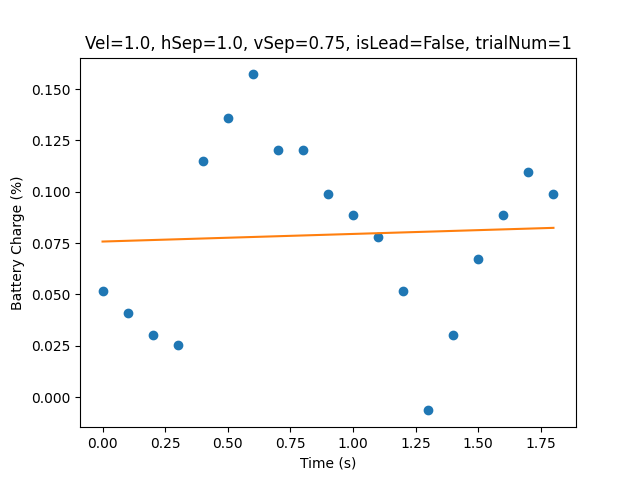 Vel=1.0, hSep=1.0, vSep=0.75, isLead=False, trialNum=1
0.150
0.125
0.100
0.075
0.050
0.025
0.000
Battery Charge (%)
0.00 0.25 0.50 0.75 1.00 1.25 1.50 1.75
Time (s)